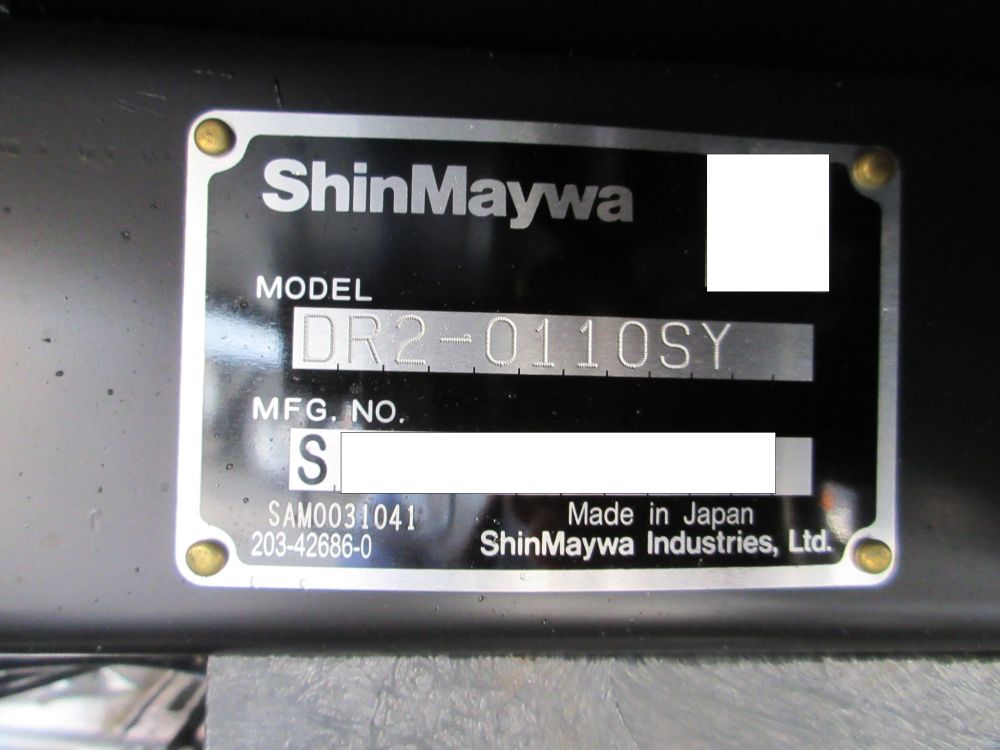 ShinMaywa
MODEL
DR2-0110SY
MFG. NO.
S
SAM0031041
203-42686-0
Made in Japan
ShinMaywa Industries, Ltd.